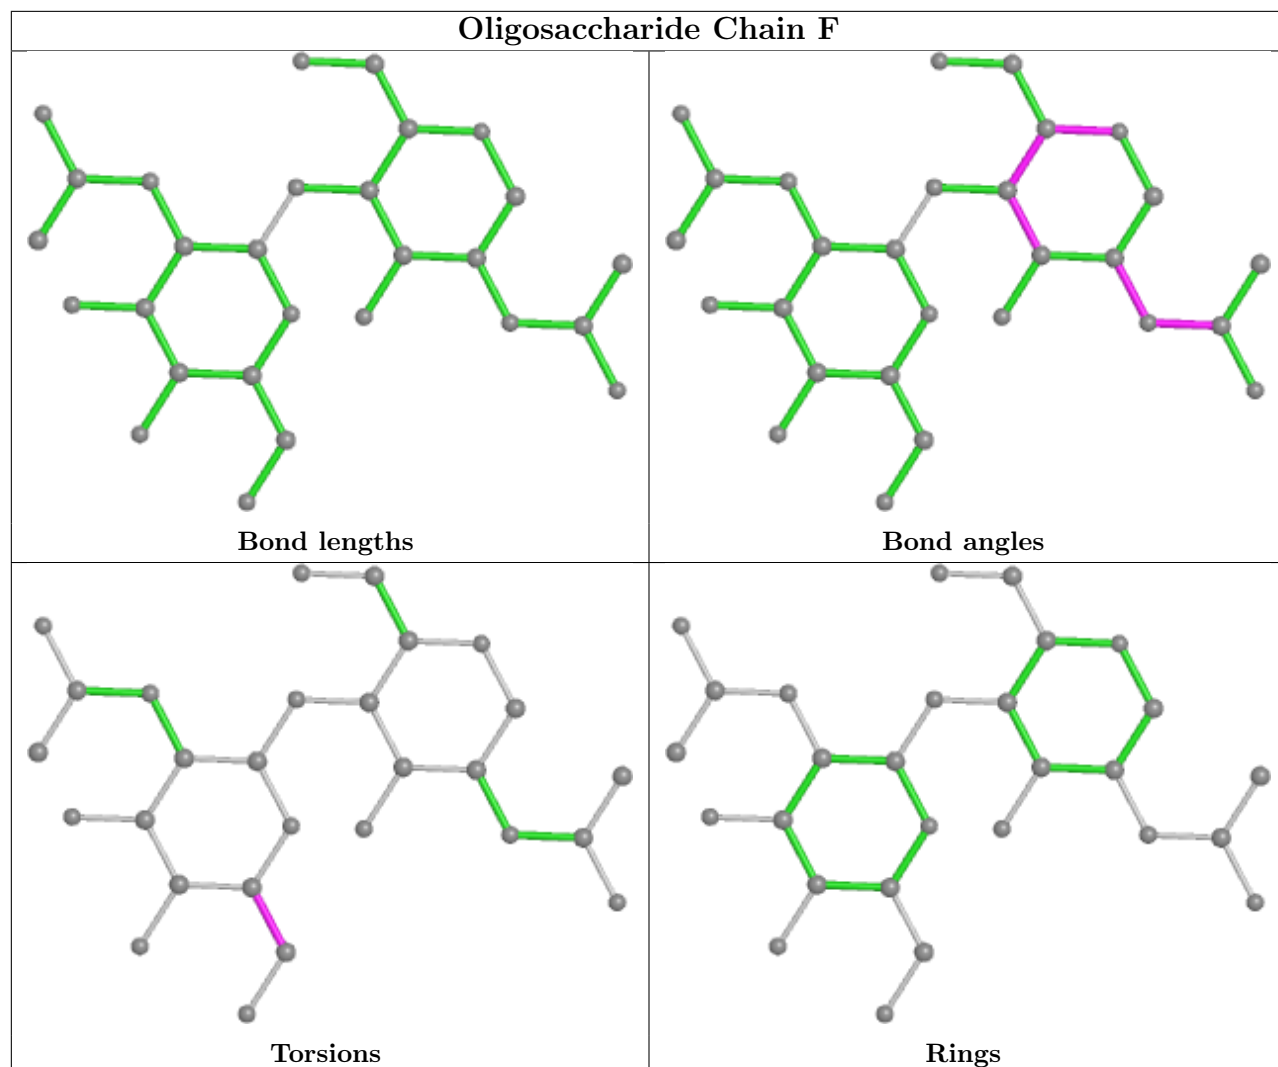 Oligosaccharide Chain F
Bond lengths
Bond angles
Torsions
Rings